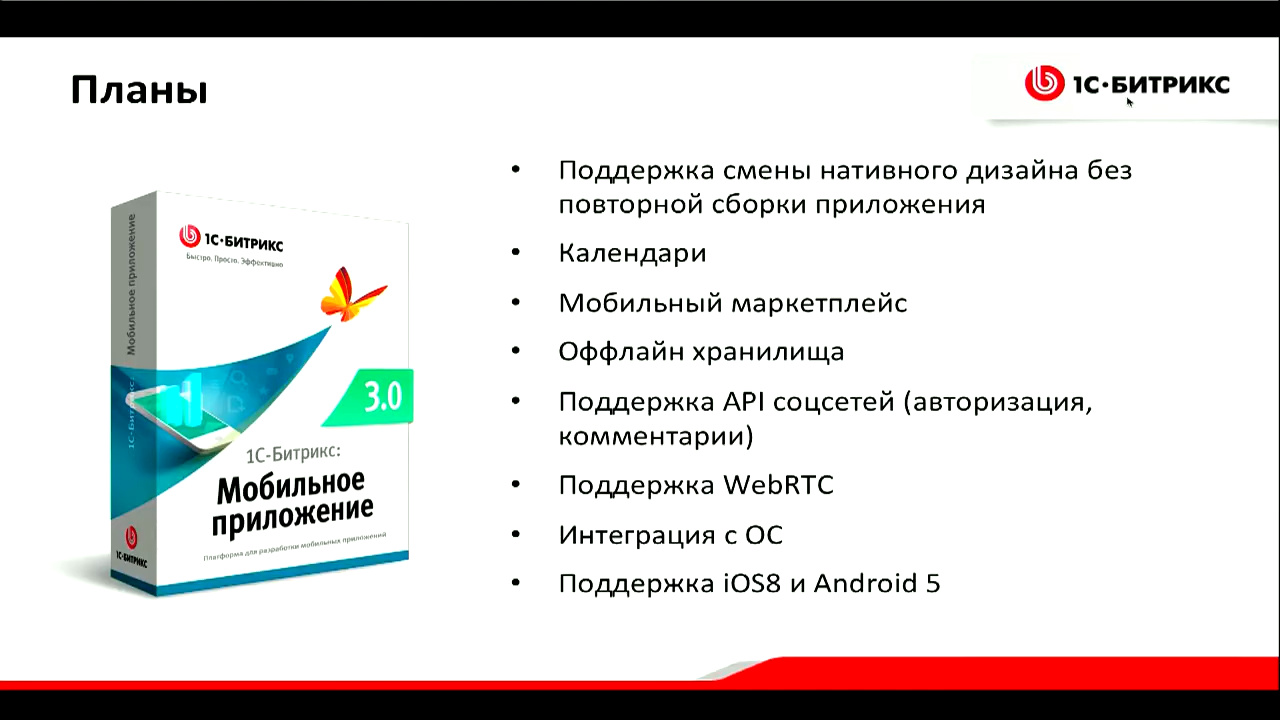 Планы
1С·БИТРИКС
Поддержка смены нативного дизайна без
повторной сборки приложения
Календари
Мобильный маркетплейс
Оффлайн хранилища
Поддержка API соцсетей (авторизация,
комментарии)
Поддержка WebRTC
Интеграция с ОС
Поддержка iOS8 и Android 5
1С·БИТРИКС
Быстро. Просто. Эффективно
3.0
1С-Битрикс:
Мобильное
приложение
Платформа для разработки мобильных приложений
1С-Битрикс: Мобильное приложение
1С·БИТРИКС